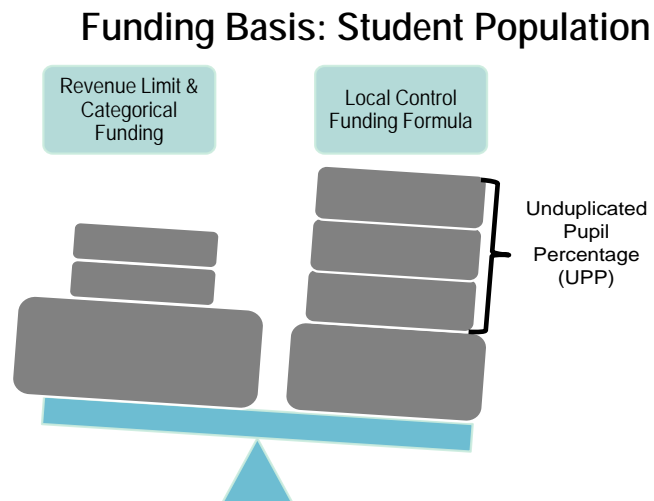 Funding Basis: Student Population
Revenue Limit &
Categorical
Funding
Local Control
Funding Formula
Unduplicated
Pupil
Percentage
(UPP)